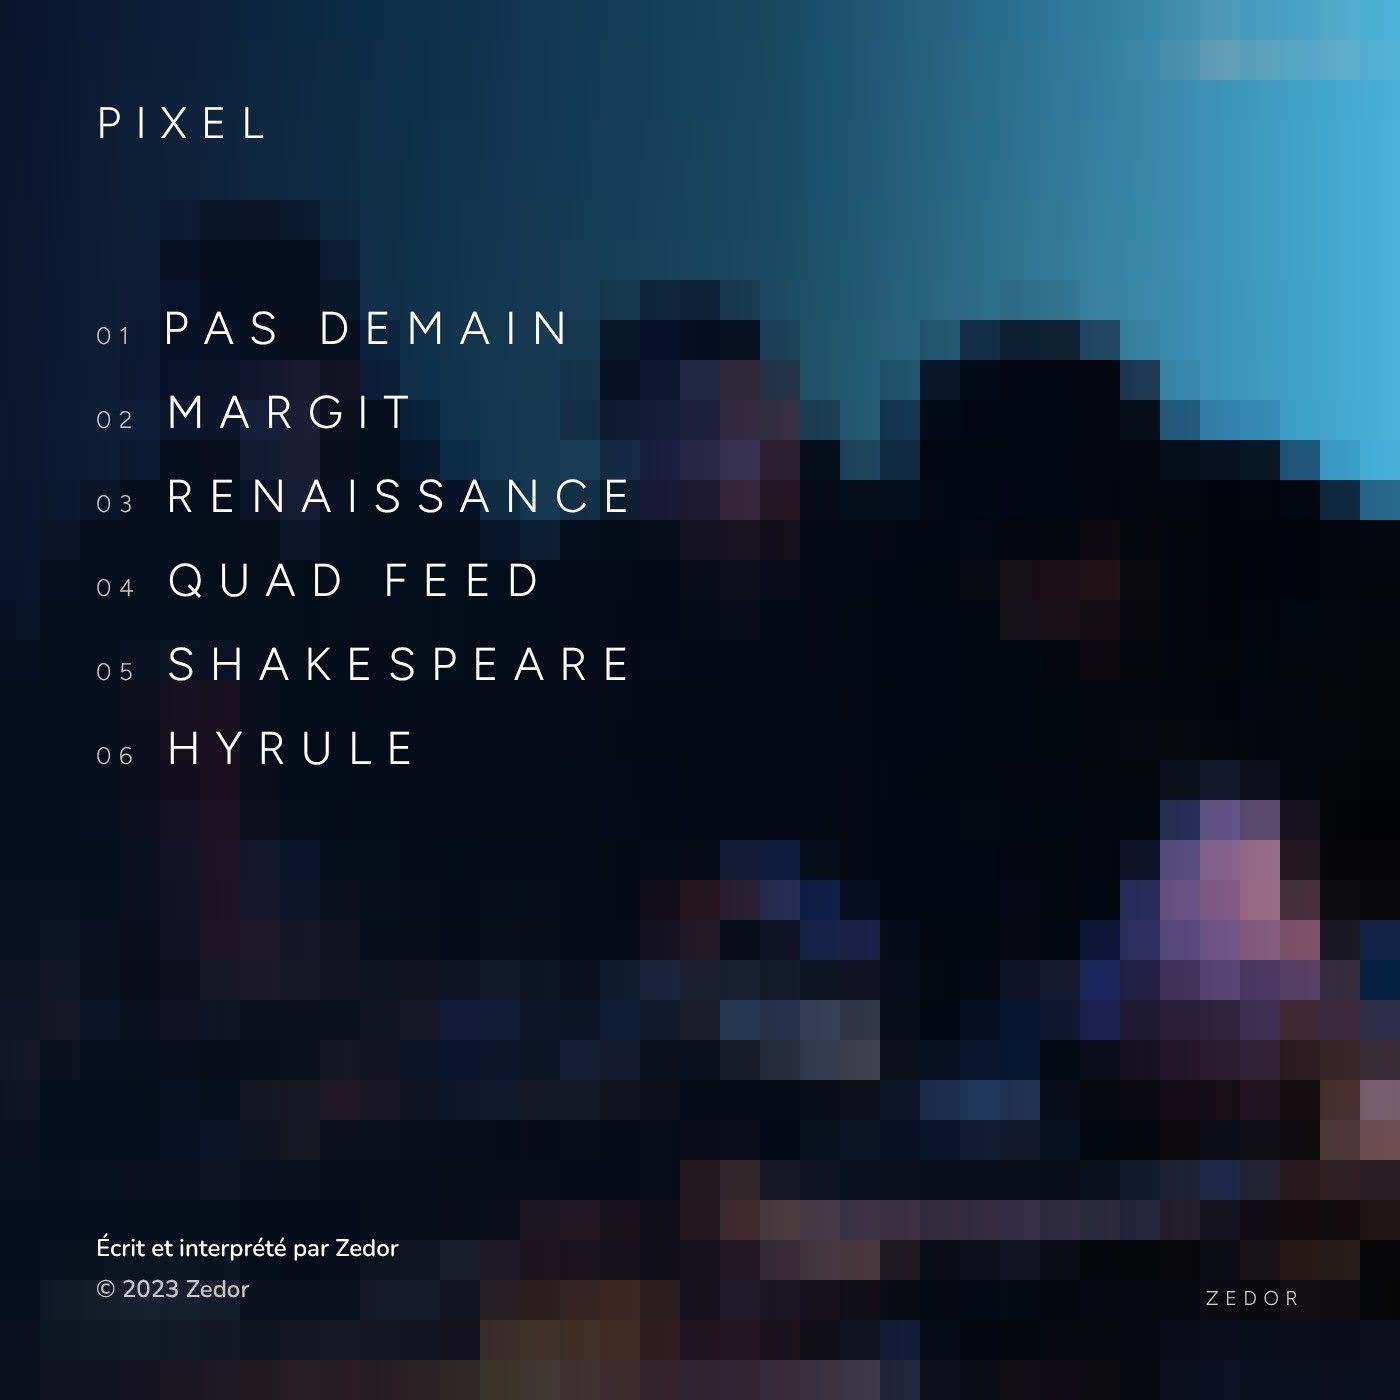 PIXEL
01 PAS DEMAIN
02 MARGIT
03 RENAISSANCE
04 QUAD FEED
05 SHAKESPEARE
06 HYRULE
Écrit et interprété par Zedor
© 2023 Zedor
ZEDOR